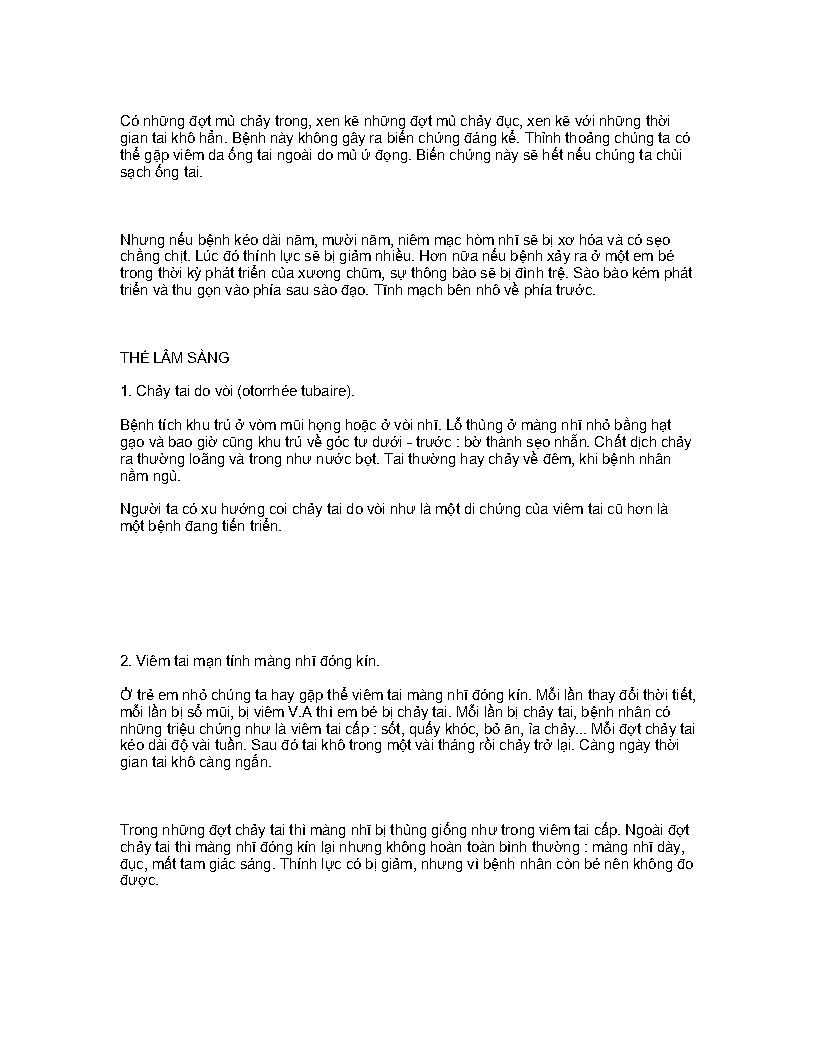 Có những đợt mủ chảy trong, xen kẽ những đợt mủ chảy đục, xen kẽ với những thời
gian tai khô hẳn. Bệnh này không gây ra biến chứng đáng kể. Thỉnh thoảng chúng ta có
thể gặp viêm da ống tai ngoài do mủ ứ đọng. Biến chứng này sẽ hết nếu chúng ta chùi
sạch ống tai.
Nhưng nếu bệnh kéo dài năm, mười năm, niêm mạc hòm nhĩ sẽ bị xơ hóa và có sẹo
chằng chịt. Lúc đó thính lực sẽ bị giảm nhiều. Hơn nữa nếu bệnh xảy ra ở một em bé
trong thời kỳ phát triển của xương chũm, sự thông bào sẽ bị đình trệ. Sào bào kém phát
triển và thu gọn vào phía sau sào đạo. Tĩnh mạch bên nhô về phía trước.
THỂ LÂM SÀNG
1. Chảy tai do vòi (otorrhée tubaire).
Bệnh tích khu trú ở vòm mũi họng hoặc ở vòi nhĩ. Lỗ thủng ở màng nhĩ nhỏ bằng hạt
gạo và bao giờ cũng khu trú về góc tư dưới - trước : bờ thành sẹo nhẵn. Chất dịch chảy
ra thường loãng và trong như nước bọt. Tai thường hay chảy về đêm, khi bệnh nhân
nằm ngủ.
Người ta có xu hướng coi chảy tai do vòi như là một di chứng của viêm tai cũ hơn là
một bệnh đang tiến triển.
2. Viêm tai mạn tính màng nhĩ đóng kín.
Ở trẻ em nhỏ chúng ta hay gặp thể viêm tai màng nhĩ đóng kín. Mỗi lần thay đổi thời tiết,
mỗi lần bị sổ mũi, bị viêm V.A thì em bé bị chảy tai. Mỗi lần bị chảy tai, bệnh nhân có
những triệu chứng như là viêm tai cấp : sốt, quấy khóc, bỏ ăn, ỉa chảy... Mỗi đợt chảy tai
kéo dài độ vài tuần. Sau đó tai khô trong một vài tháng rồi chảy trở lại. Càng ngày thời
gian tai khô càng ngắn.
Trong những đợt chảy tai thì màng nhĩ bị thủng giống như trong viêm tai cấp. Ngoài đợt
chảy tai thì màng nhĩ đóng kín lại nhưng không hoàn toàn bình thường : màng nhĩ dày,
đục, mất tam giác sáng. Thính lực có bị giảm, nhưng vì bệnh nhân còn bé nên không đo
được.